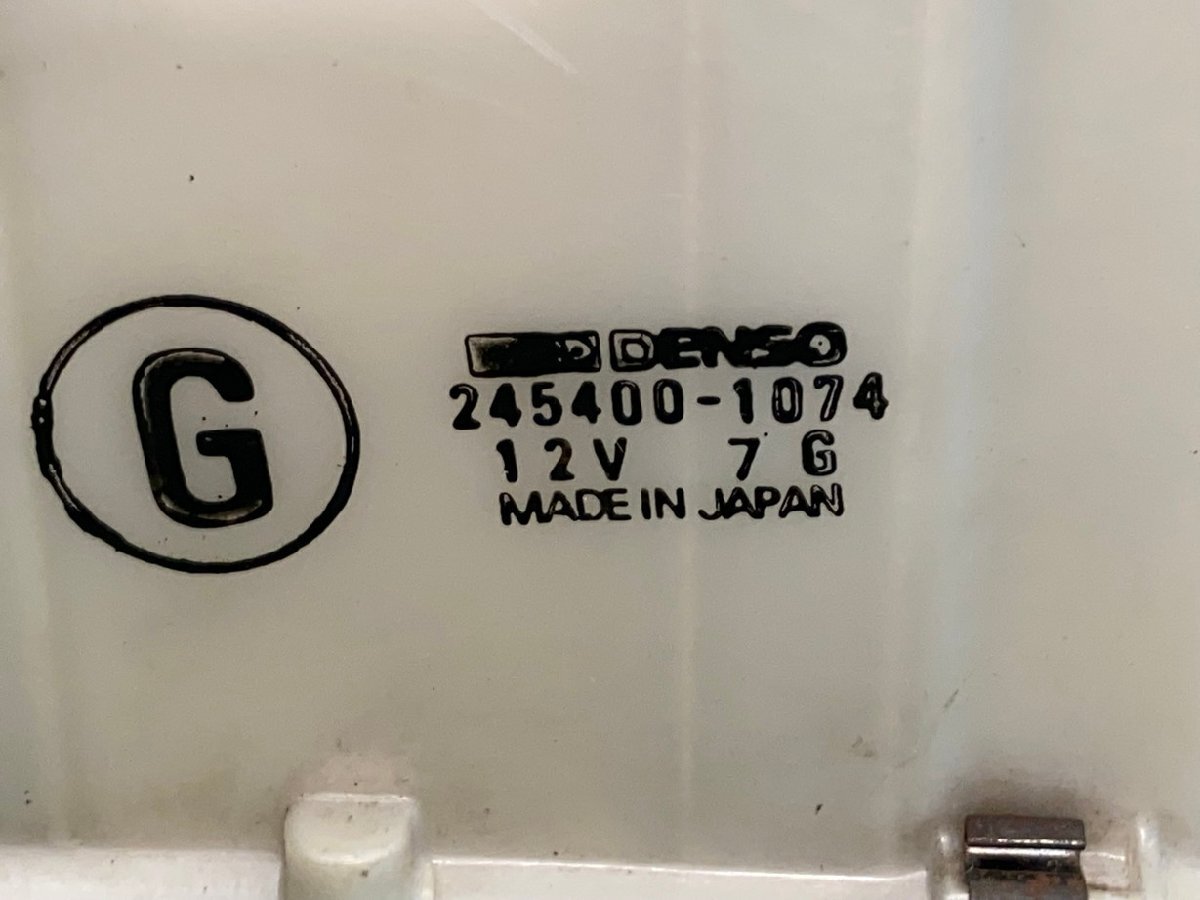 G
DENSO
245400-1074
12V 7 G
MADE IN JAPAN